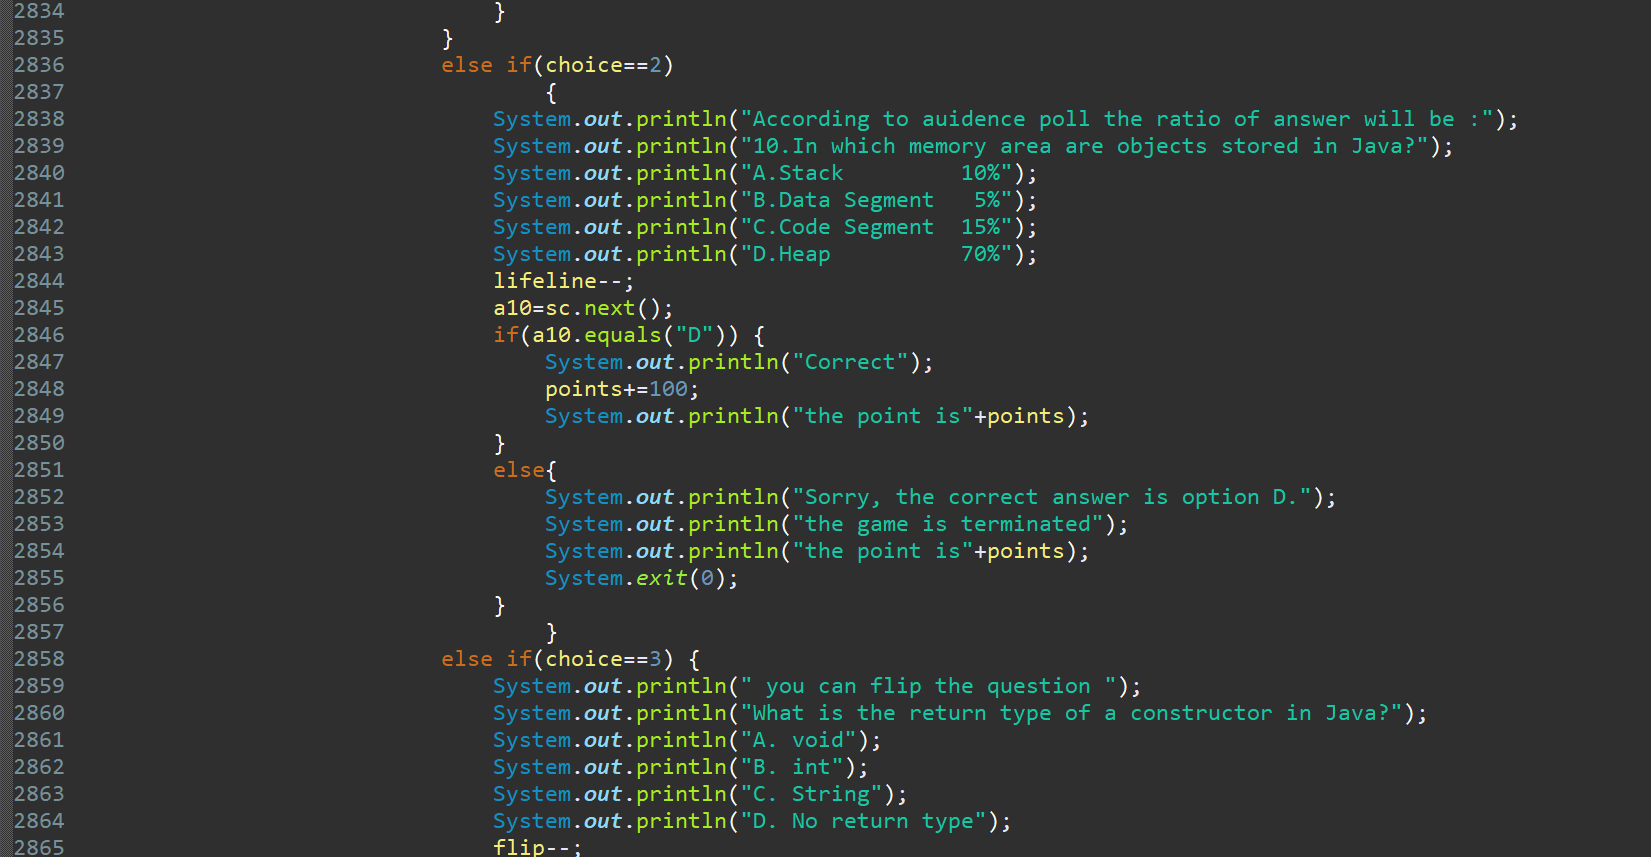 2834 }
2835 }
2836 else if(choice==2)
2837 {
2838 System.out.println("According to auidence poll the ratio of answer will be :");
2839 System.out.println("10.In which memory area are objects stored in Java?");
2840 System.out.println("A.Stack         10%");
2841 System.out.println("B.Data Segment   5%");
2842 System.out.println("C.Code Segment  15%");
2843 System.out.println("D.Heap          70%");
2844 lifeline--;
2845 a10=sc.next();
2846 if(a10.equals("D")) {
2847 System.out.println("Correct");
2848 points+=100;
2849 System.out.println("the point is"+points);
2850 }
2851 else{
2852 System.out.println("Sorry, the correct answer is option D.");
2853 System.out.println("the game is terminated");
2854 System.out.println("the point is"+points);
2855 System.exit(0);
2856 }
2857 }
2858 else if(choice==3) {
2859 System.out.println(" you can flip the question ");
2860 System.out.println("What is the return type of a constructor in Java?");
2861 System.out.println("A. void");
2862 System.out.println("B. int");
2863 System.out.println("C. String");
2864 System.out.println("D. No return type");
2865 flip--;